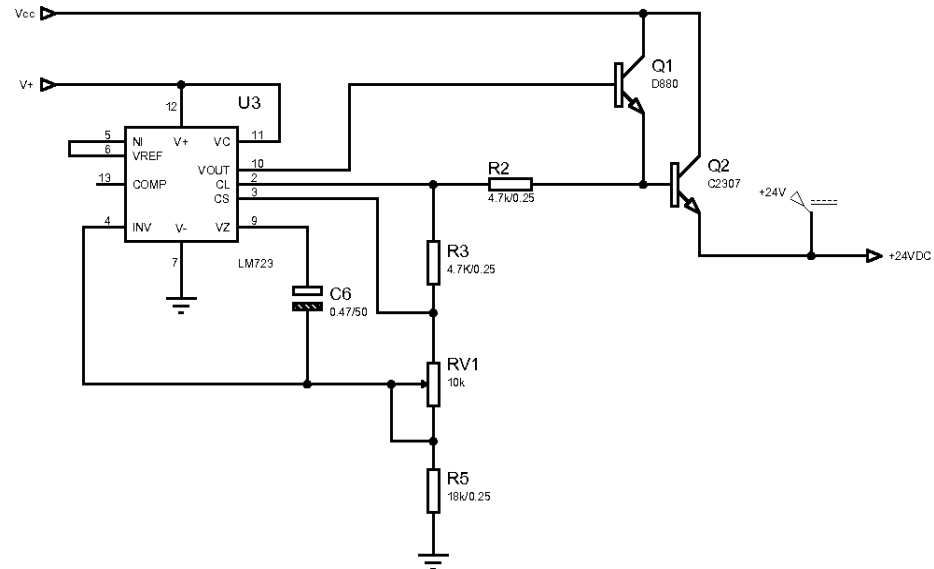 Vcc
Q1
D880
V+
12
U3
5 NI V+ VC 11
6 VREF
VOUT 10
13 COMP CL 2
CS 3
4 INV V- VZ 9
7
LM723
R2
4.7k/0.25
Q2
C2307
+24V
+24VDC
R3
4.7K/0.25
C6
0.47/50
RV1
10k
R5
18k/0.25